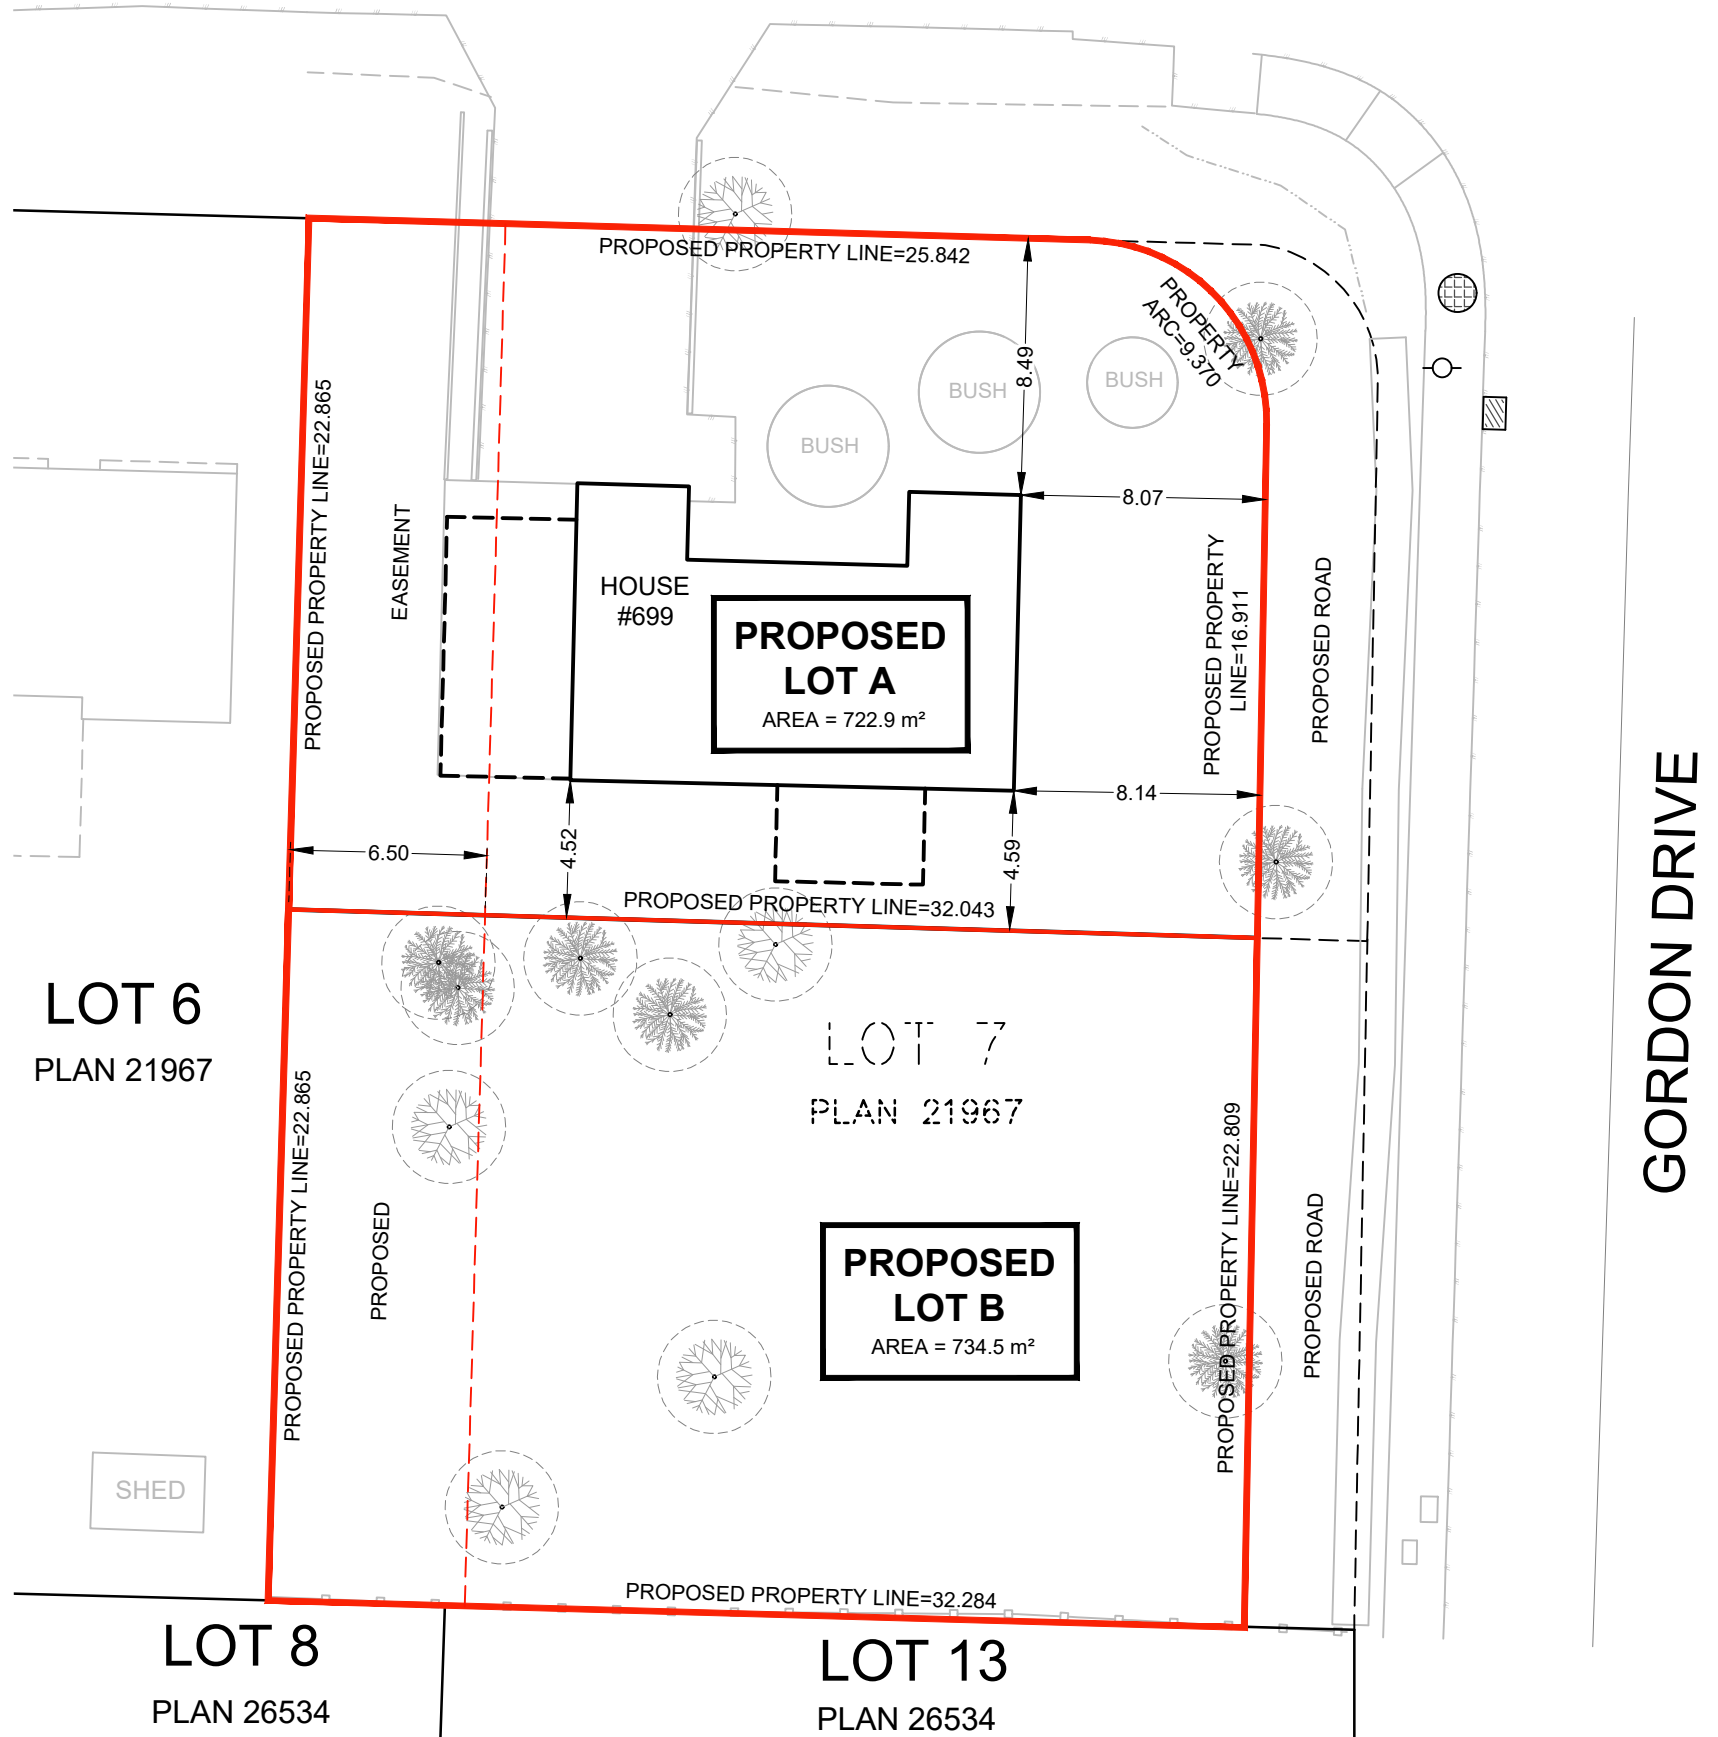 PROPOSED PROPERTY LINE=25.842
PROPERTY
ARC=9.370
8.49
BUSH
BUSH
BUSH
PROPOSED PROPERTY LINE=22.865
EASEMENT
8.07
HOUSE
#699
PROPOSED
LOT A
AREA = 722.9 m²
PROPOSED PROPERTY
LINE=16.911
PROPOSED ROAD
8.14
6.50
4.52
4.59
PROPOSED PROPERTY LINE=32.043
GORDON DRIVE
LOT 6
PLAN 21967
LOT 7
PLAN 21967
PROPOSED PROPERTY LINE=22.865
PROPOSED
PROPOSED PROPERTY LINE=22.809
PROPOSED ROAD
PROPOSED
LOT B
AREA = 734.5 m²
SHED
PROPOSED PROPERTY LINE=32.284
LOT 8
PLAN 26534
LOT 13
PLAN 26534